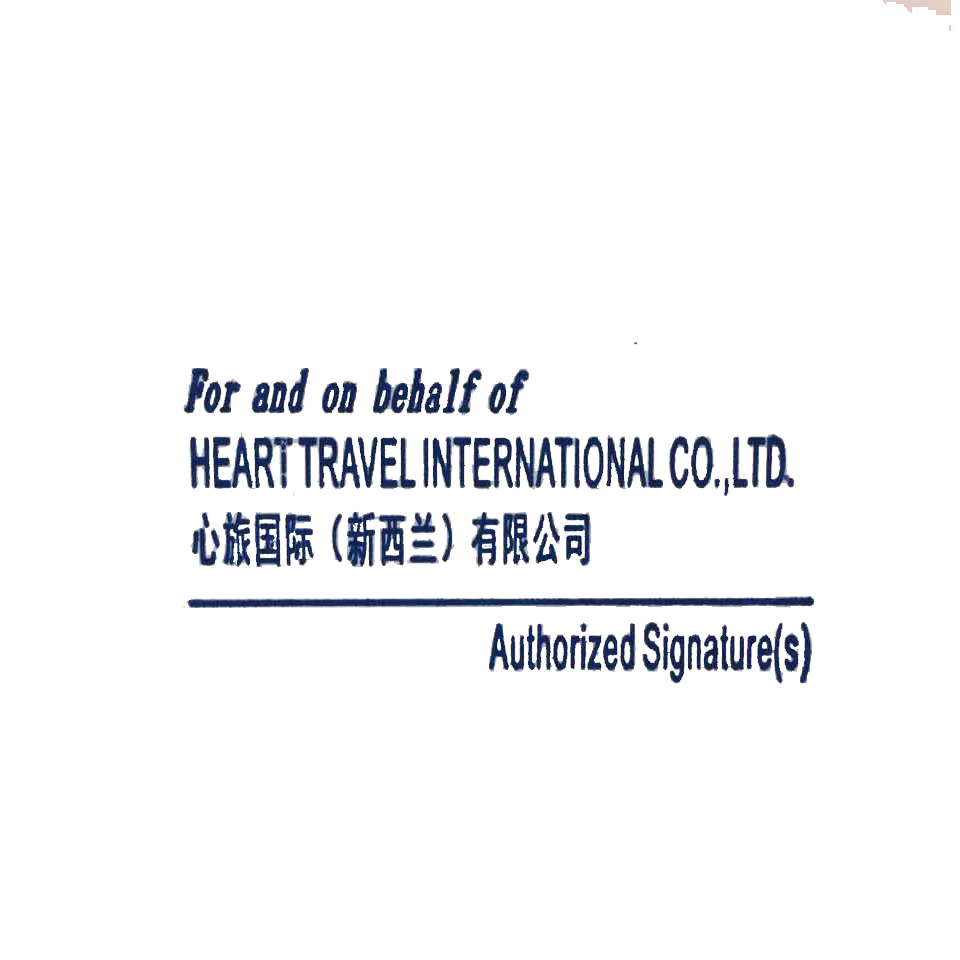 For and on behalf of
HEART TRAVEL INTERNATIONAL CO.,LTD.
心旅国际（新西兰）有限公司
Authorized Signature(s)